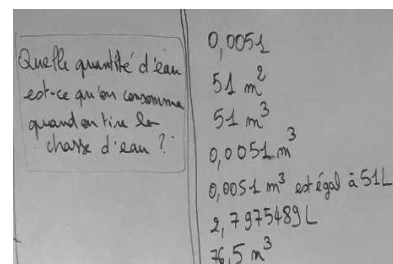 Quelle quantité d'eau
est-ce qu'on consomme
quand on tire la
chasse d'eau ?
0,0051
51 m²
51 m³
0,0051 m³
0,0051 m³ est égal à 51L
2,7975489 L
76,5 m³